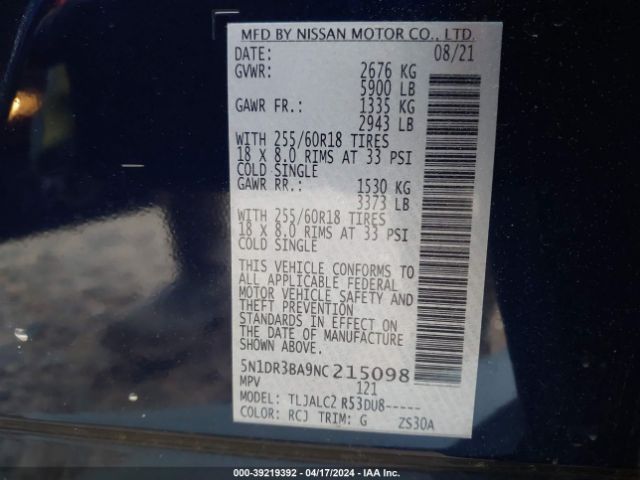 MFD BY NISSAN MOTOR CO., LTD.
DATE: 08/21
GVWR: 2676 KG
5900 LB
GAWR FR.: 1335 KG
2943 LB
WITH 255/60R18 TIRES
18 X 8.0 RIMS AT 33 PSI
COLD SINGLE
GAWR RR.: 1530 KG
3373 LB
WITH 255/60R18 TIRES
18 X 8.0 RIMS AT 33 PSI
COLD SINGLE
THIS VEHICLE CONFORMS TO
ALL APPLICABLE FEDERAL
MOTOR VEHICLE SAFETY AND
THEFT PREVENTION
STANDARDS IN EFFECT ON
THE DATE OF MANUFACTURE
SHOWN ABOVE.
5N1DR3BA9NC215098
MPV 121
MODEL: TLJALC2 R53DU8-----
COLOR: RCJ TRIM: G ZS30A
000-39219392 - 04/17/2024 - IAA Inc.